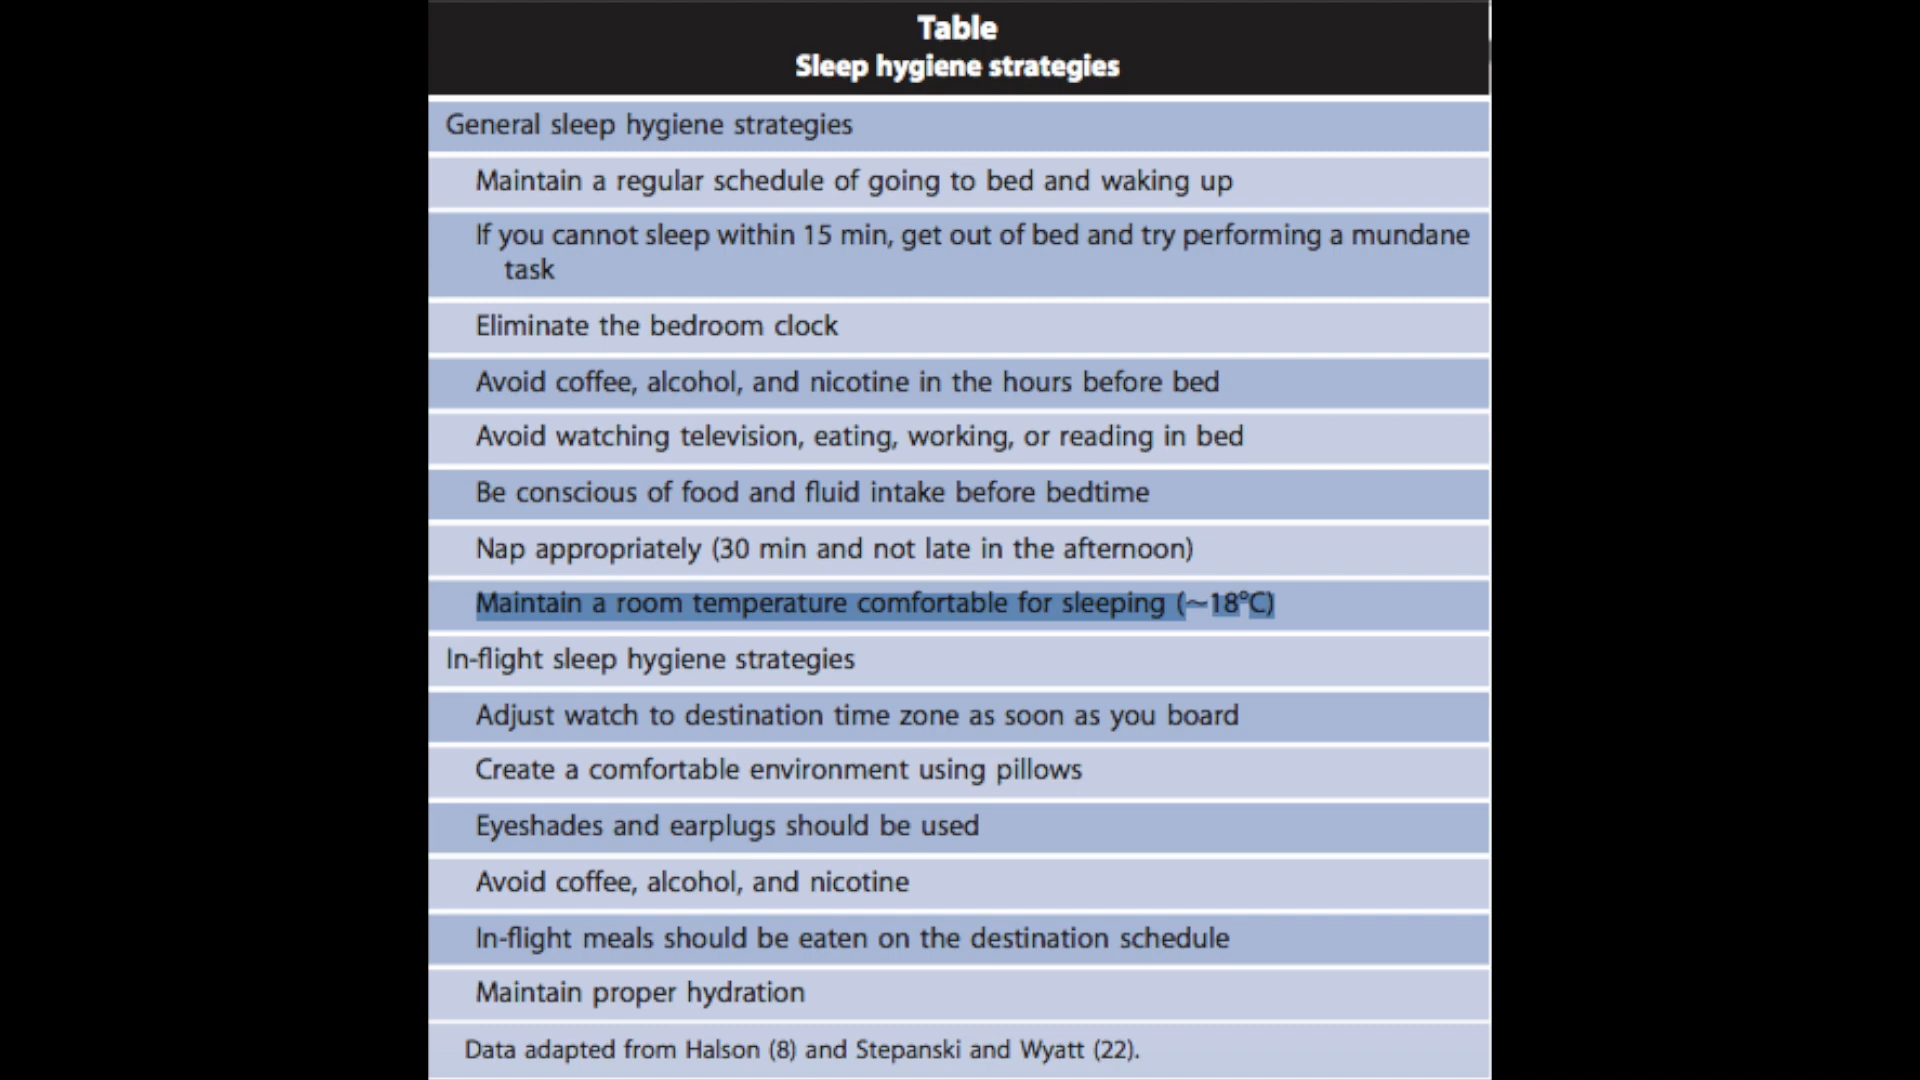 Table
Sleep hygiene strategies
General sleep hygiene strategies
Maintain a regular schedule of going to bed and waking up
If you cannot sleep within 15 min, get out of bed and try performing a mundane
task
Eliminate the bedroom clock
Avoid coffee, alcohol, and nicotine in the hours before bed
Avoid watching television, eating, working, or reading in bed
Be conscious of food and fluid intake before bedtime
Nap appropriately (30 min and not late in the afternoon)
Maintain a room temperature comfortable for sleeping (~18°C)
In-flight sleep hygiene strategies
Adjust watch to destination time zone as soon as you board
Create a comfortable environment using pillows
Eyeshades and earplugs should be used
Avoid coffee, alcohol, and nicotine
In-flight meals should be eaten on the destination schedule
Maintain proper hydration
Data adapted from Halson (8) and Stepanski and Wyatt (22).